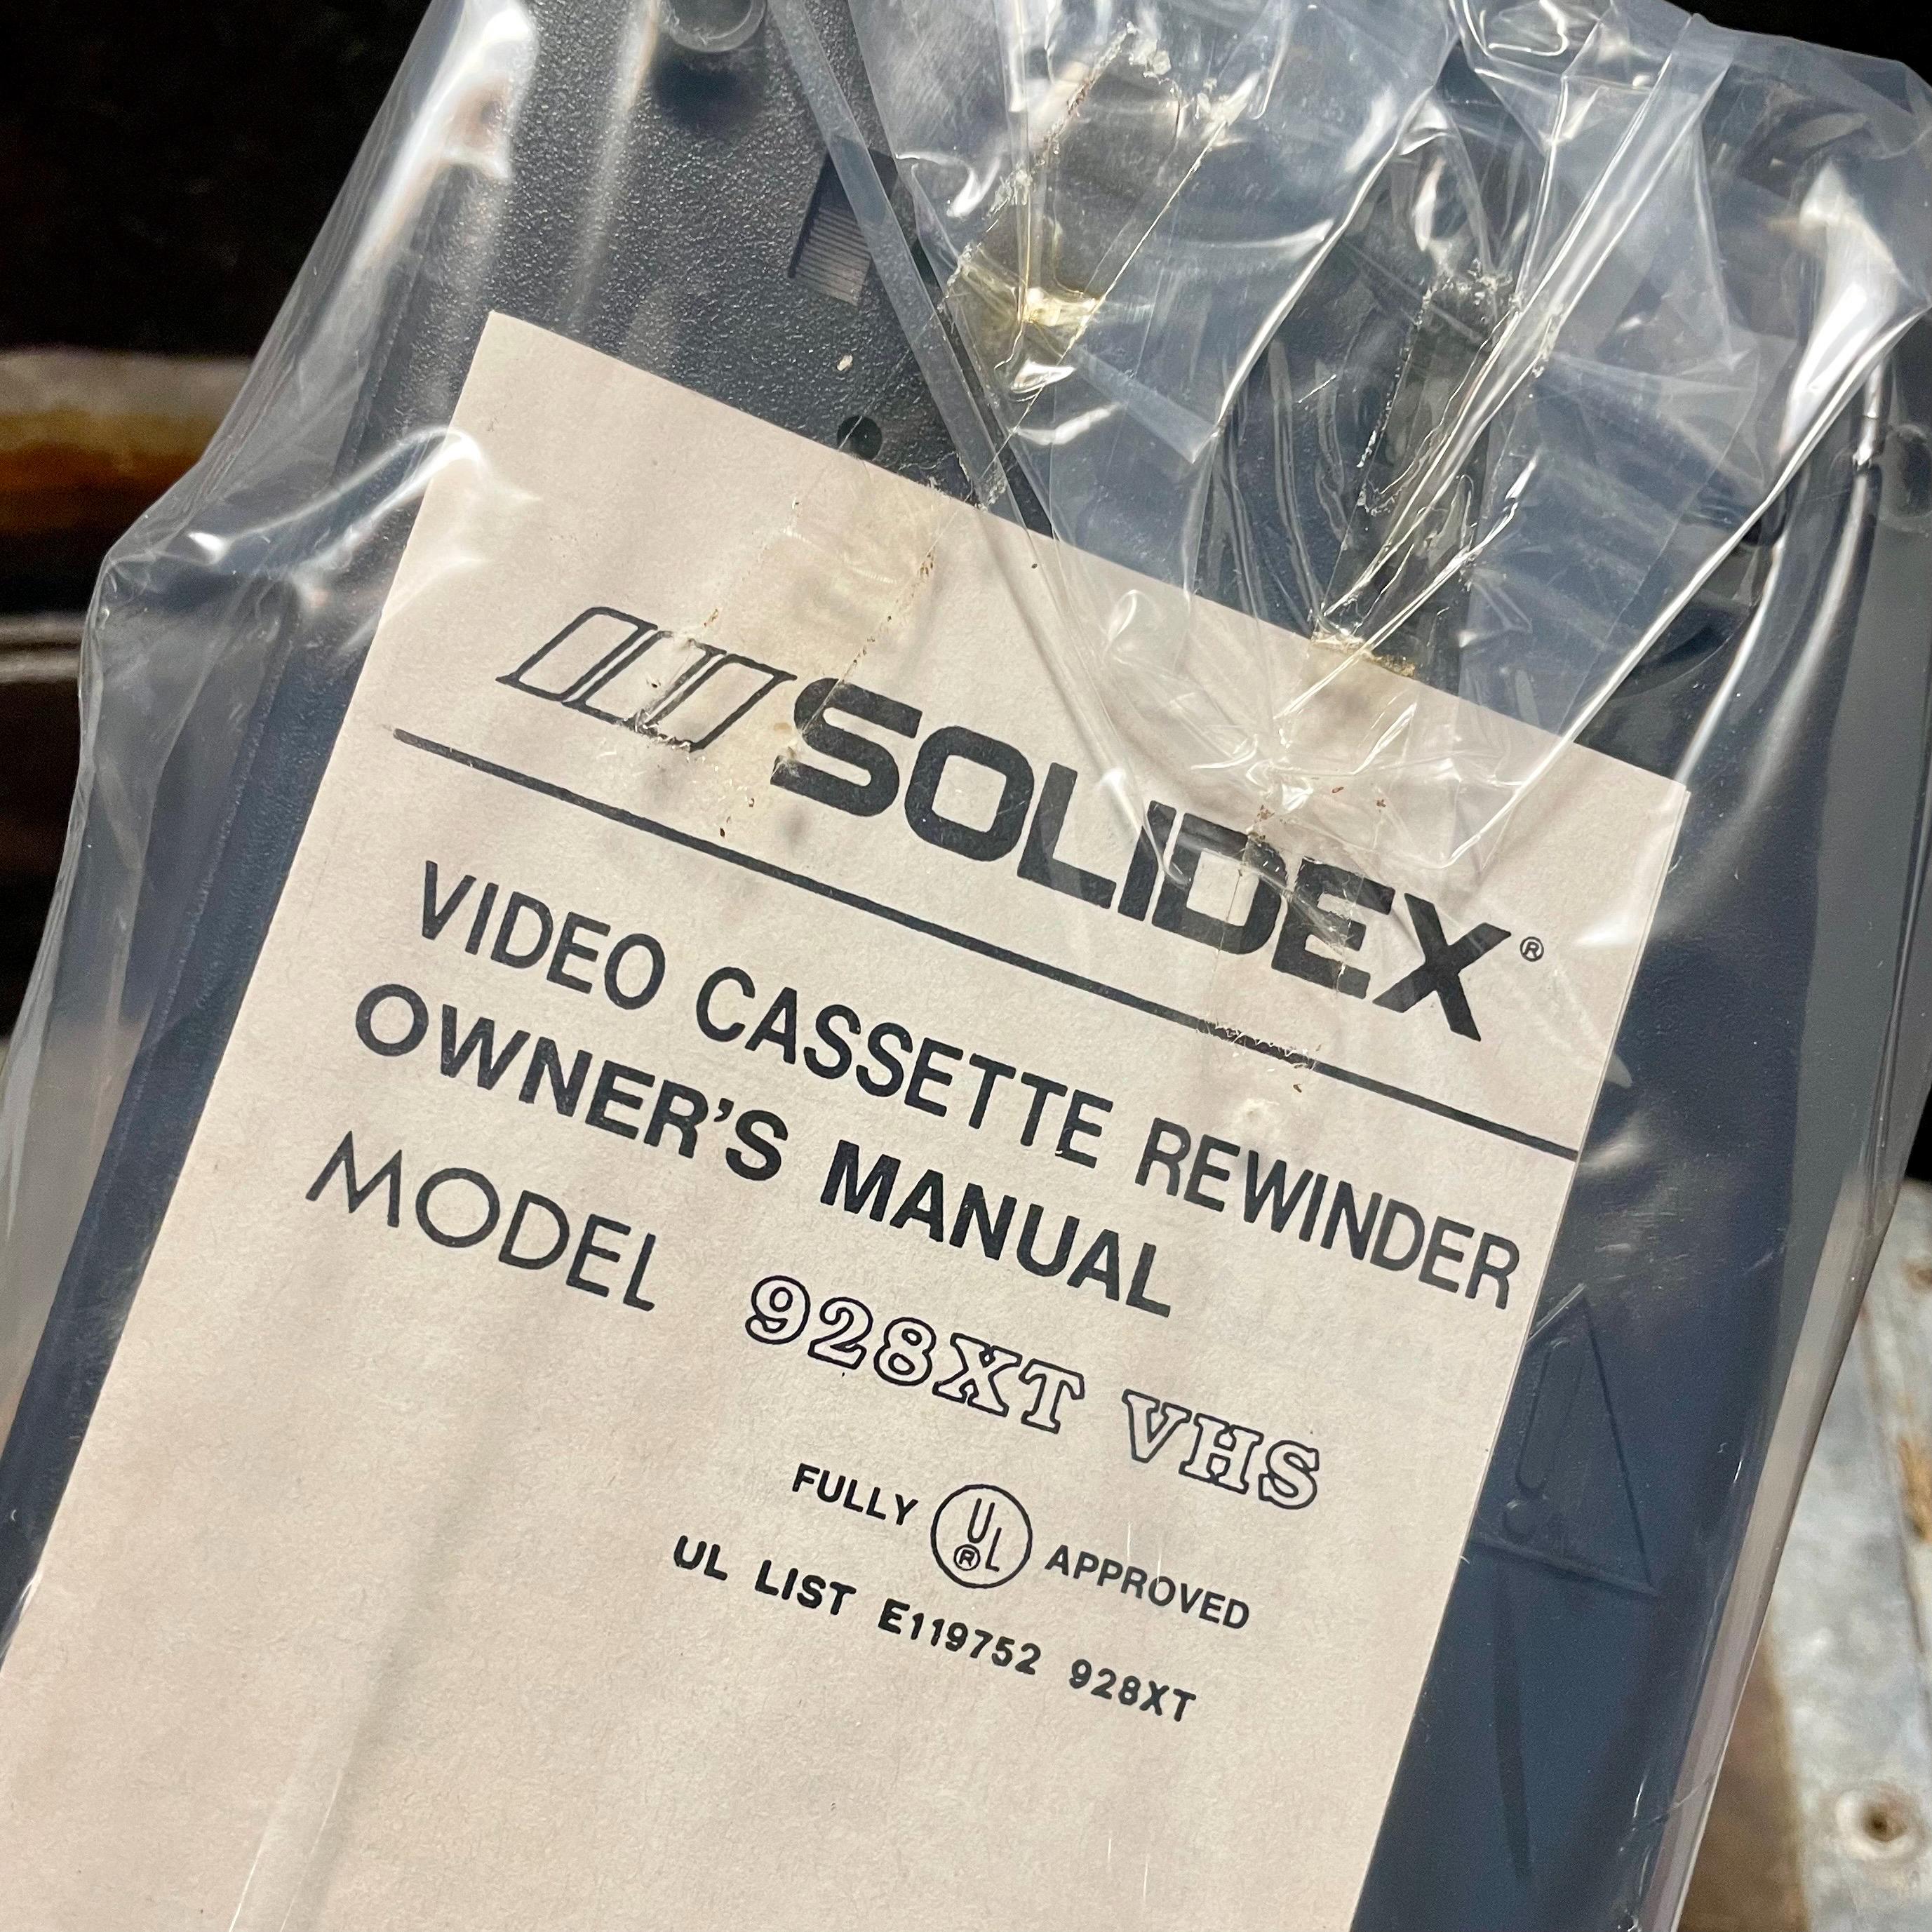 SOLIDEX®
VIDEO CASSETTE REWINDER
OWNER'S MANUAL
MODEL 928XT VHS
FULLY UL® APPROVED
UL LIST E119752 928XT